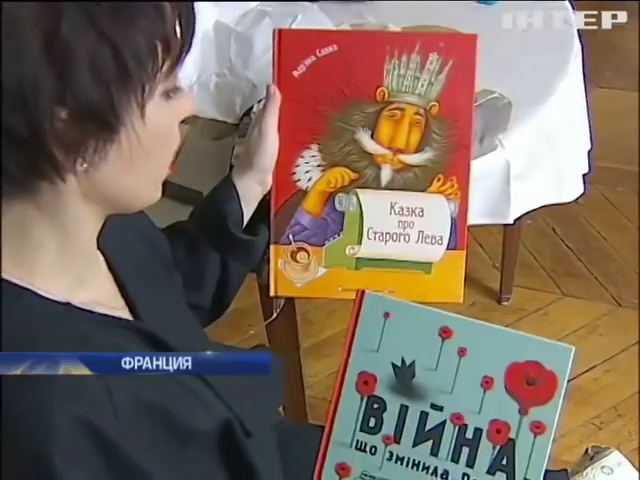 ІНТЕР
Мар'яна Савка
Казка
про
Старого Лева
ФРАНЦИЯ
ВІЙНА
ЩО ЗМІНИЛА